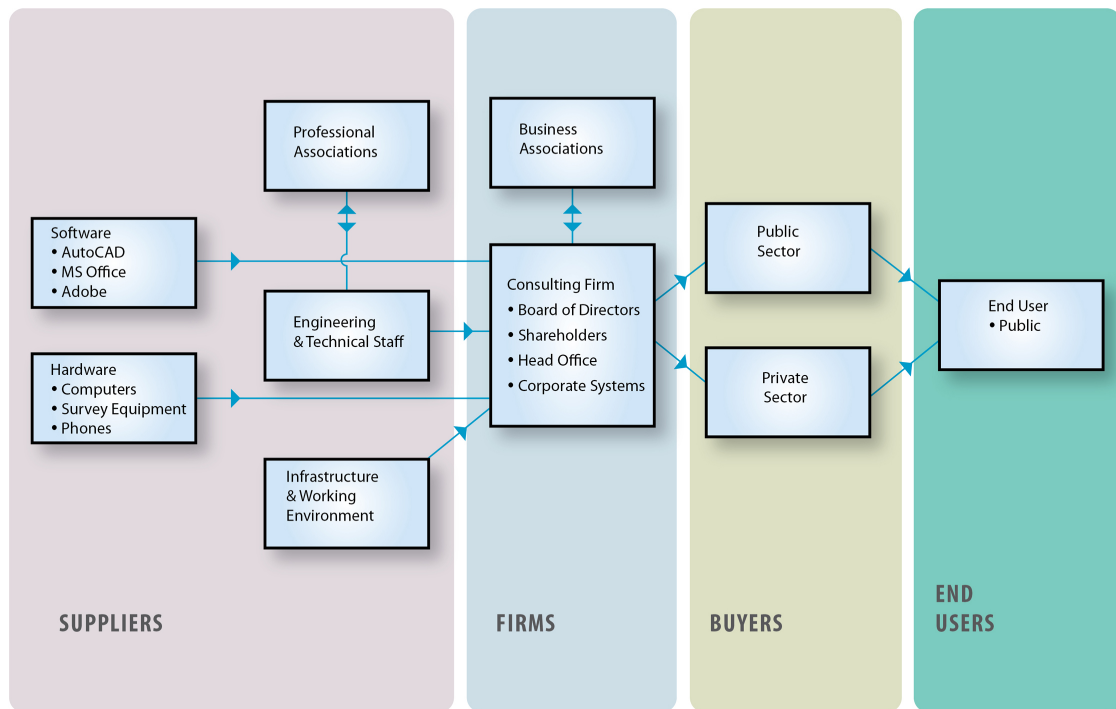 Professional
Associations
Business
Associations
Software
• AutoCAD
• MS Office
• Adobe
Public
Sector
Consulting Firm
• Board of Directors
• Shareholders
• Head Office
• Corporate Systems
End User
• Public
Engineering
& Technical Staff
Hardware
• Computers
• Survey Equipment
• Phones
Private
Sector
Infrastructure
& Working
Environment
SUPPLIERS
FIRMS
BUYERS
END
USERS